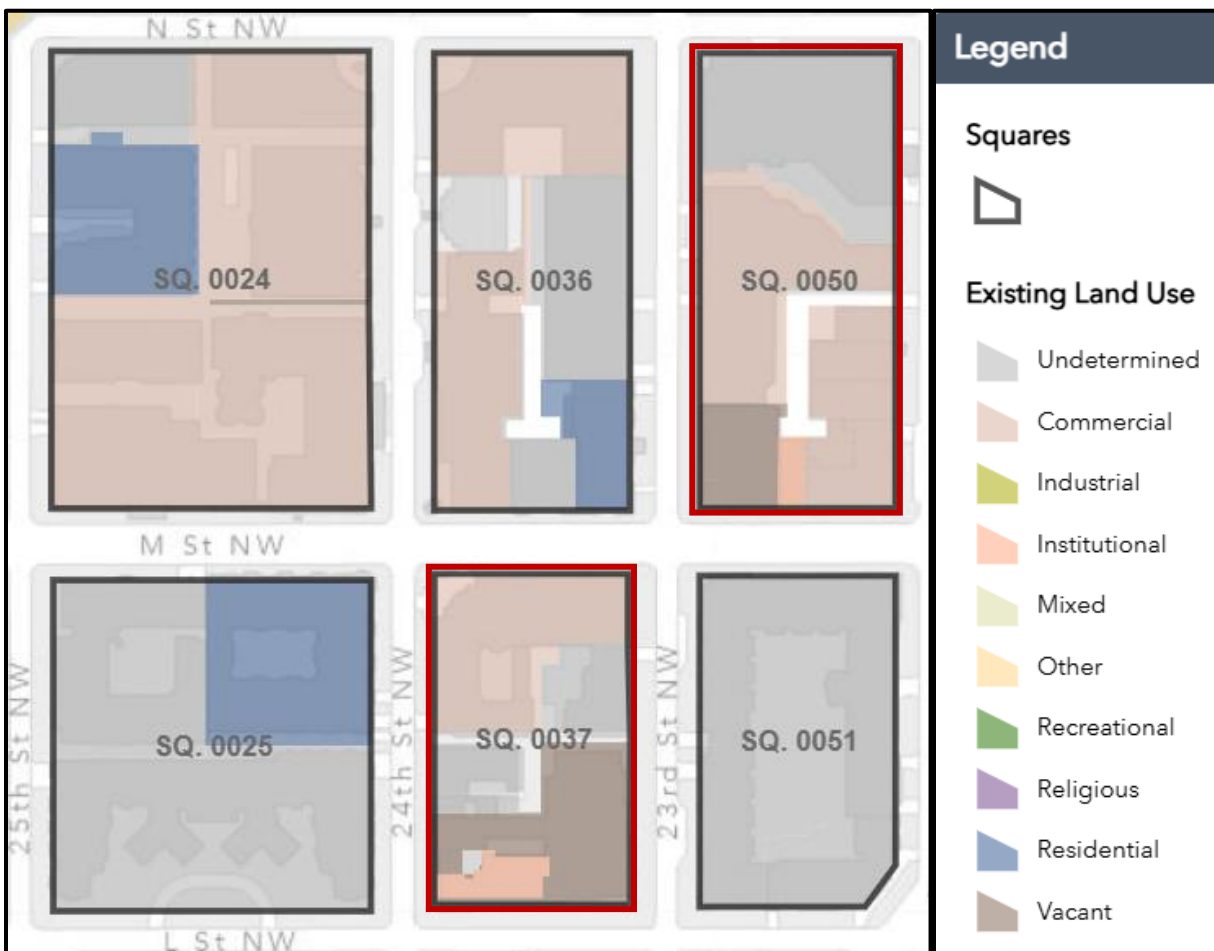 N St NW
SQ. 0024
SQ. 0036
SQ. 0050
M St NW
25th St NW
24th St NW
23rd St NW
SQ. 0025
SQ. 0037
SQ. 0051
L St NW
Legend
Squares
Existing Land Use
Undetermined
Commercial
Industrial
Institutional
Mixed
Other
Recreational
Religious
Residential
Vacant